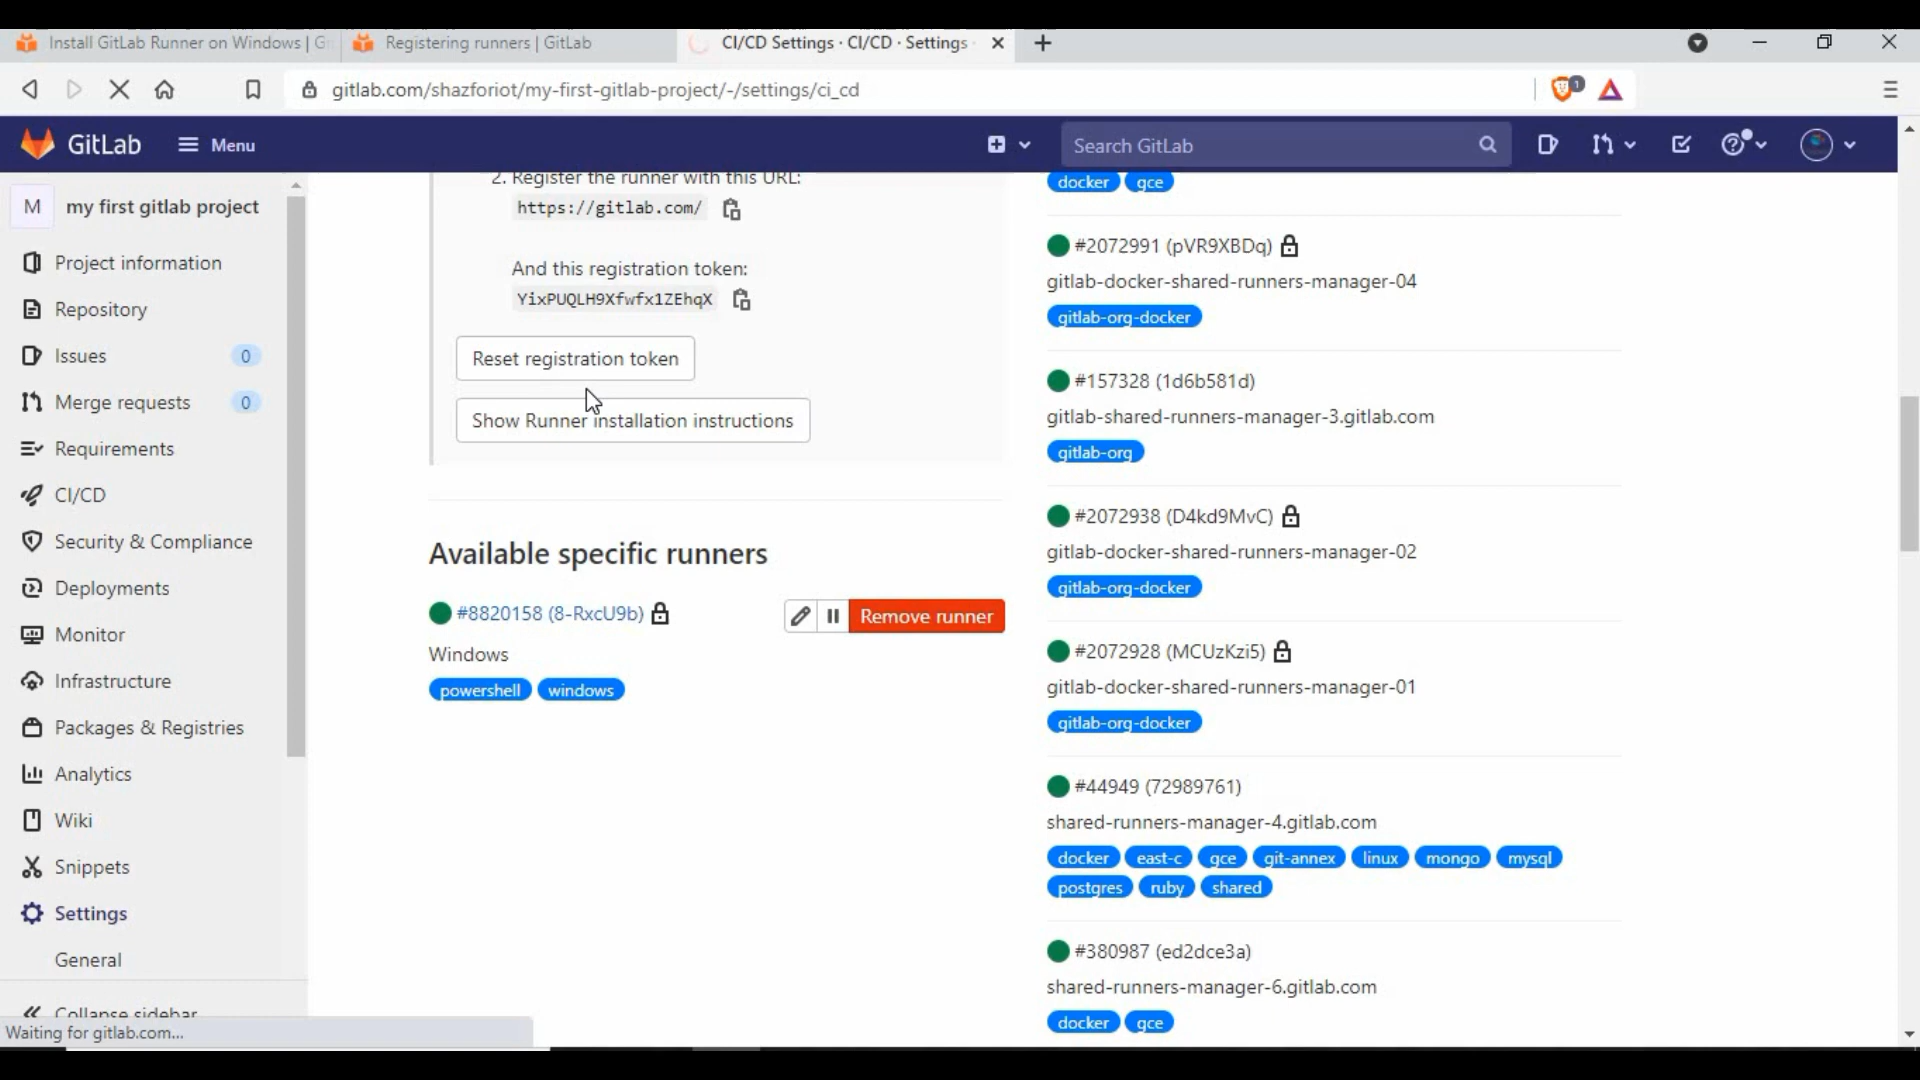 Install GitLab Runner on Windows | G
Registering runners | GitLab
CI/CD Settings · CI/CD · Settings
gitlab.com/shazforiot/my-first-gitlab-project/-/settings/ci_cd
1
GitLab
Menu
Search GitLab
M
my first gitlab project
Project information
Repository
Issues
0
Merge requests
0
Requirements
CI/CD
Security & Compliance
Deployments
Monitor
Infrastructure
Packages & Registries
Analytics
Wiki
Snippets
Settings
General
Collapse sidebar
Waiting for gitlab.com...
2. Register the runner with this URL:
https://gitlab.com/
And this registration token:
YixPUQLH9Xfwfx1ZEhqX
Reset registration token
Show Runner installation instructions
Available specific runners
#8820158 (8-RxcU9b)
Remove runner
Windows
powershell windows
docker gce
#2072991 (pVR9XBDq)
gitlab-docker-shared-runners-manager-04
gitlab-org-docker
#157328 (1d6b581d)
gitlab-shared-runners-manager-3.gitlab.com
gitlab-org
#2072938 (D4kd9MvC)
gitlab-docker-shared-runners-manager-02
gitlab-org-docker
#2072928 (MCUzKzi5)
gitlab-docker-shared-runners-manager-01
gitlab-org-docker
#44949 (72989761)
shared-runners-manager-4.gitlab.com
docker east-c gce git-annex linux mongo mysql
postgres ruby shared
#380987 (ed2dce3a)
shared-runners-manager-6.gitlab.com
docker gce